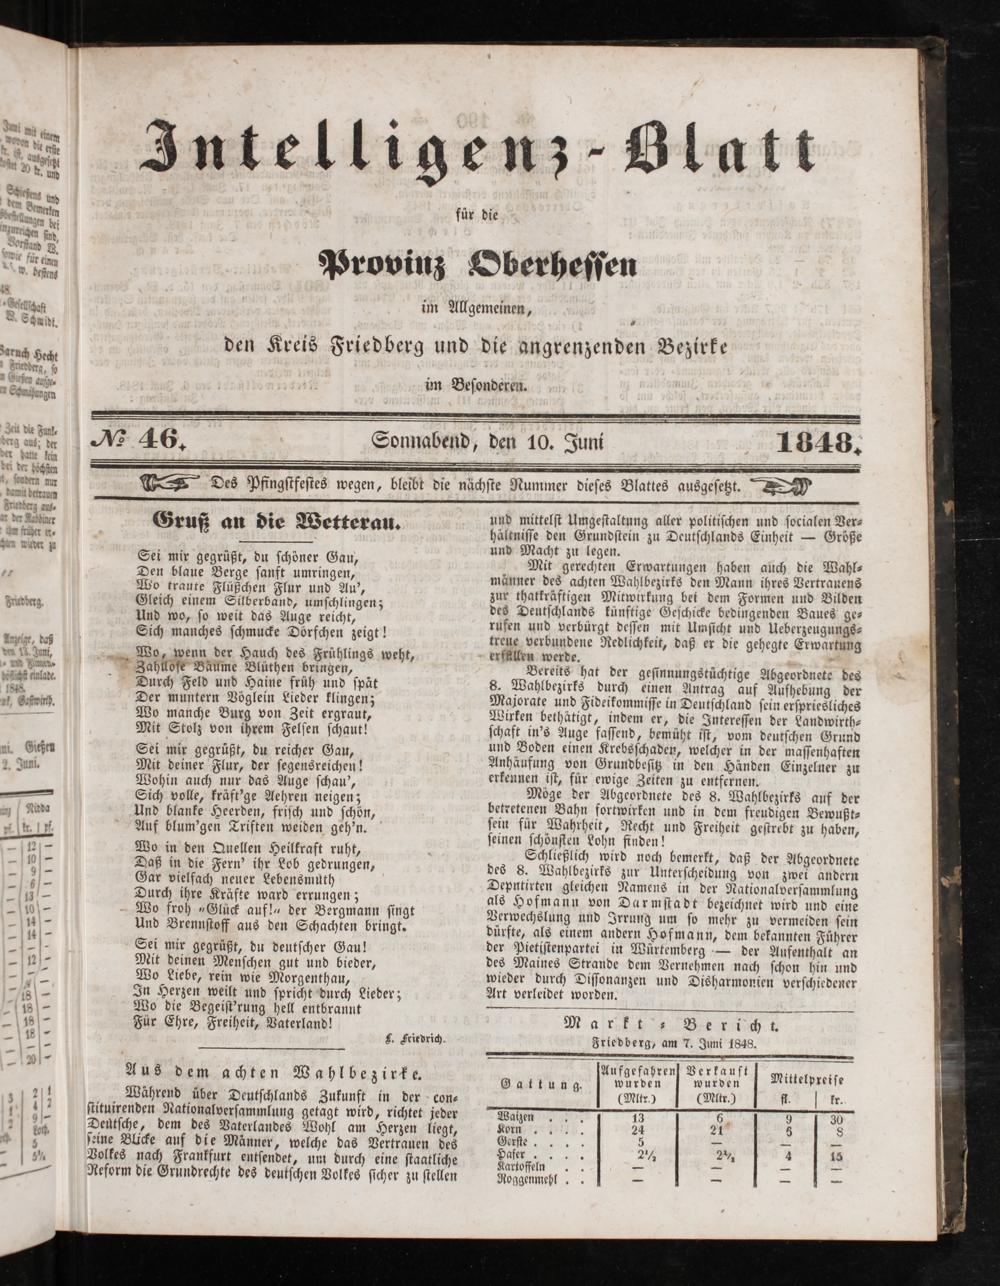 Intelligenz-Blatt
für die
Provinz Oberhessen
im Allgemeinen,
den Kreis Friedberg und die angrenzenden Bezirke
im Besonderen.
№ 46. Sonnabend, den 10. Juni 1848.
Des Pfingstfestes wegen, bleibt die nächste Nummer dieses Blattes ausgesetzt.
Gruß an die Wetterau.
Sei mir gegrüßt, du schöner Gau,
Den blaue Berge sanft umringen,
Wo traute Flüßchen Flur und Au',
Gleich einem Silberband, umschlingen;
Und wo, so weit das Auge reicht,
Sich manches schmucke Dörfchen zeigt!
Wo, wenn der Hauch des Frühlings weht,
Zahllose Bäume Blüthen bringen,
Durch Feld und Haine früh und spät
Der muntern Vöglein Lieder klingen;
Wo manche Burg von Zeit ergraut,
Mit Stolz von ihrem Felsen schaut!
Sei mir gegrüßt, du reicher Gau,
Mit deiner Flur, der segensreichen!
Wohin auch nur das Auge schau',
Sich volle, kräft'ge Aehren neigen;
Und blanke Heerden, frisch und schön,
Auf blum'gen Triften weiden geh'n.
Wo in den Quellen Heilkraft ruht,
Daß in die Fern' ihr Lob gedrungen,
Gar vielfach neuer Lebensmuth
Durch ihre Kräfte ward errungen;
Wo froh „Glück auf!" der Bergmann singt
Und Brennstoff aus den Schachten bringt.
Sei mir gegrüßt, du deutscher Gau!
Mit deinen Menschen gut und bieder,
Wo Liebe, rein wie Morgenthau,
In Herzen weilt und spricht durch Lieder;
Wo die Begeist'rung hell entbrannt
Für Ehre, Freiheit, Vaterland!
F. Friedrich.
Aus dem achten Wahlbezirke.
Während über Deutschlands Zukunft in der con-
stituirenden Nationalversammlung getagt wird, richtet jeder
Deutsche, dem des Vaterlandes Wohl am Herzen liegt,
seine Blicke auf die Männer, welche das Vertrauen des
Volkes nach Frankfurt entsendet, um durch eine staatliche
Reform die Grundrechte des deutschen Volkes sicher zu stellen
und mittelst Umgestaltung aller politischen und socialen Ver-
hältnisse den Grundstein zu Deutschlands Einheit — Größe
und Macht zu legen.
Mit gerechten Erwartungen haben auch die Wahl-
männer des achten Wahlbezirks den Mann ihres Vertrauens
zur thatkräftigen Mitwirkung bei dem Formen und Bilden
des Deutschlands künftige Geschicke bedingenden Baues ge-
rufen und verbürgt dessen mit Umsicht und Ueberzeugungs-
treue verbundene Redlichkeit, daß er die gehegte Erwartung
erfüllen werde.
Bereits hat der gesinnungstüchtige Abgeordnete des
8. Wahlbezirks durch einen Antrag auf Aufhebung der
Majorate und Fideikommisse in Deutschland sein ersprießliches
Wirken bethätigt, indem er, die Interessen der Landwirth-
schaft in's Auge fassend, bemüht ist, vom deutschen Grund
und Boden einen Krebsschaden, welcher in der massenhaften
Anhäufung von Grundbesitz in den Händen Einzelner zu
erkennen ist, für ewige Zeiten zu entfernen.
Möge der Abgeordnete des 8. Wahlbezirks auf der
betretenen Bahn fortwirken und in dem freudigen Bewußt-
sein für Wahrheit, Recht und Freiheit gestrebt zu haben,
seinen schönsten Lohn finden!
Schließlich wird noch bemerkt, daß der Abgeordnete
des 8. Wahlbezirks zur Unterscheidung von zwei andern
Deputirten gleichen Namens in der Nationalversammlung
als Hofmann von Darmstadt bezeichnet wird und eine
Verwechslung und Irrung um so mehr zu vermeiden sein
dürfte, als einem andern Hofmann, dem bekannten Führer
der Pietistenpartei in Würtemberg — der Aufenthalt an
des Maines Strande dem Vernehmen nach schon hin und
wieder durch Dissonanzen und Disharmonien verschiedener
Art verleidet worden.
Markt-Bericht.
Friedberg, am 7. Juni 1848.
Gattung. Aufgefahren wurden (Mltr.) Verkauft wurden (Mltr.) Mittelpreise fl. kr.
Waizen . . . 13 6 9 30
Korn . . . . 24 21 6 8
Gerste . . . . 5 — — —
Hafer . . . . 2½ 2½ 4 15
Kartoffeln . . — — — —
Roggenmehl . . — — — —